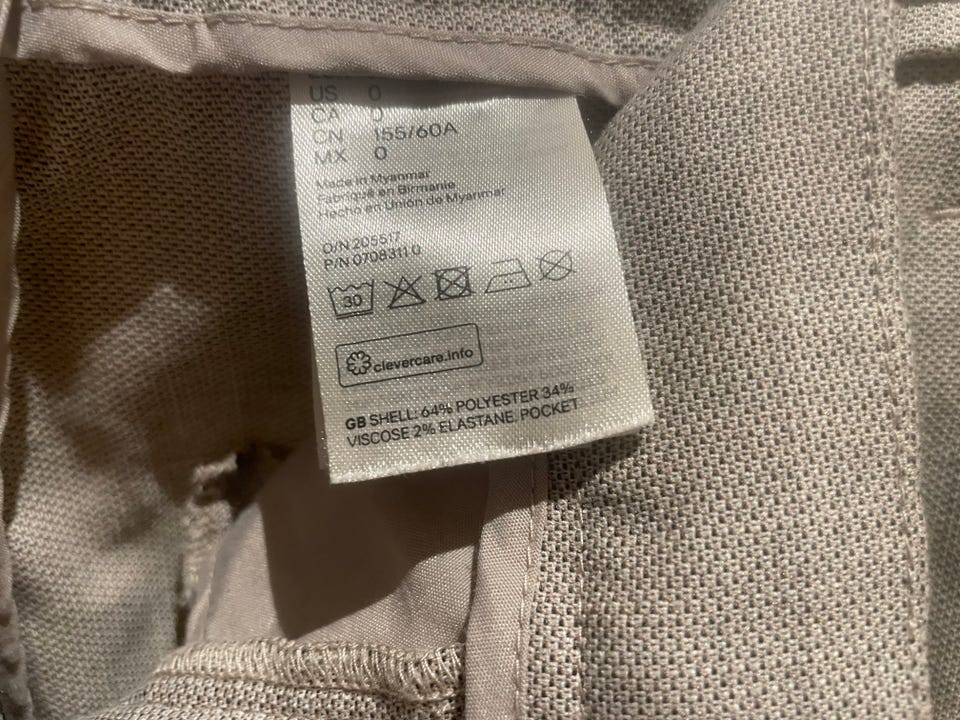 US 0
CA 0
CN 155/60A
MX 0
Made in Myanmar
Fabriqué en Birmanie
Hecho en Unión de Myanmar
O/N 205517
P/N 0708311 0
30
clevercare.info
GB SHELL: 64% POLYESTER 34%
VISCOSE 2% ELASTANE. POCKET